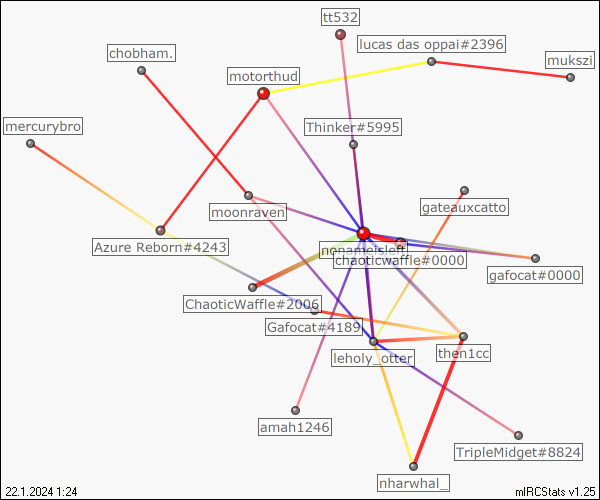 tt532
lucas das oppai#2396
chobham.
mukszi
motorthud
mercurybro
Thinker#5995
moonraven
gateauxcatto
Azure Reborn#4243
nonameisleft
chaoticwaffle#0000
gafocat#0000
ChaoticWaffle#2006
Gafocat#4189
leholy_otter
then1cc
amah1246
TripleMidget#8824
nharwhal_
22.1.2024 1:24
mIRCStats v1.25